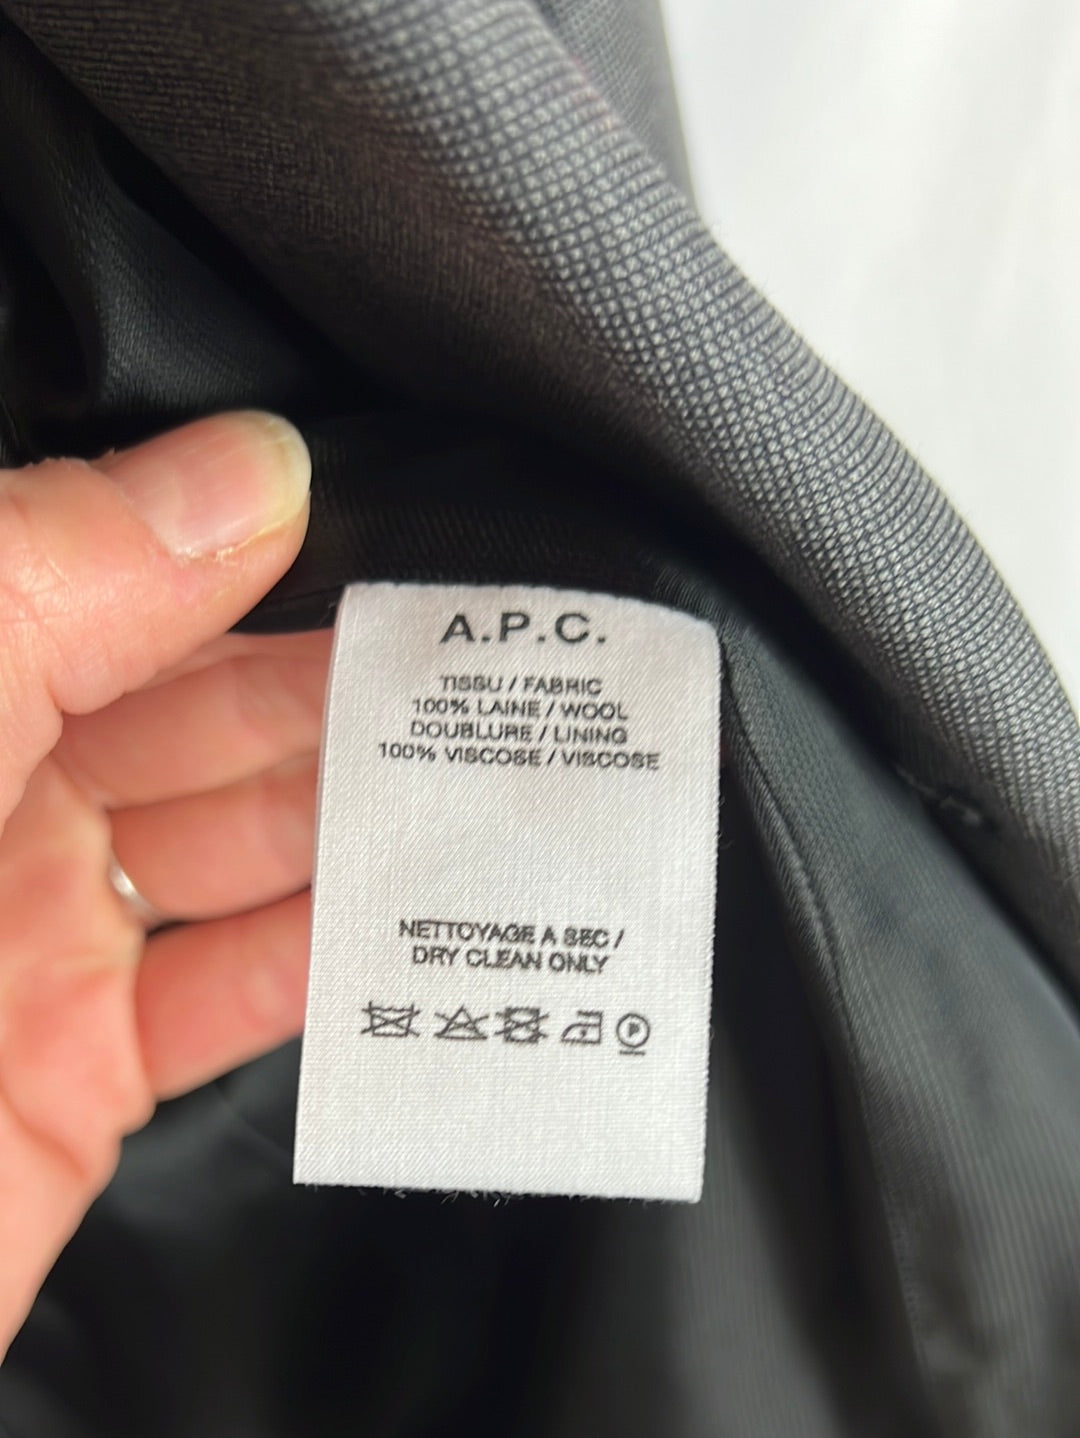 A.P.C.
TISSU / FABRIC
100% LAINE / WOOL
DOUBLURE / LINING
100% VISCOSE / VISCOSE
NETTOYAGE A SEC /
DRY CLEAN ONLY
P